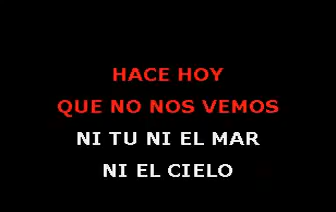 HACE HOY
QUE NO NOS VEMOS
NI TU NI EL MAR
NI EL CIELO